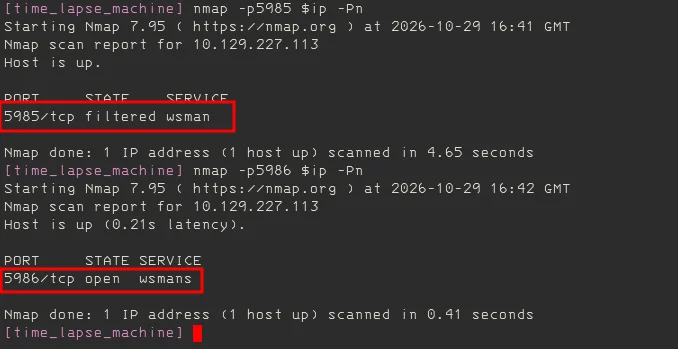 [time_lapse_machine] nmap -p5985 $ip -Pn
Starting Nmap 7.95 ( https://nmap.org ) at 2026-10-29 16:41 GMT
Nmap scan report for 10.129.227.113
Host is up.
PORT     STATE    SERVICE
5985/tcp filtered wsman
Nmap done: 1 IP address (1 host up) scanned in 4.65 seconds
[time_lapse_machine] nmap -p5986 $ip -Pn
Starting Nmap 7.95 ( https://nmap.org ) at 2026-10-29 16:42 GMT
Nmap scan report for 10.129.227.113
Host is up (0.21s latency).
PORT     STATE SERVICE
5986/tcp open  wsmans
Nmap done: 1 IP address (1 host up) scanned in 0.41 seconds
[time_lapse_machine]